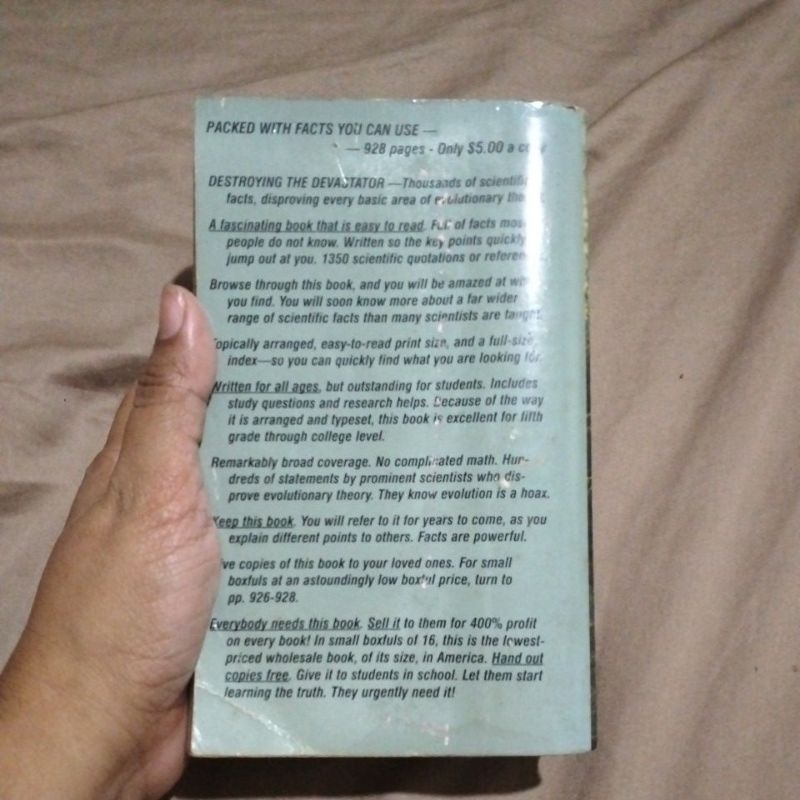 PACKED WITH FACTS YOU CAN USE —
— 928 pages - Only $5.00 a
DESTROYING THE DEVASTATOR —Thousands of scientific
facts, disproving every basic area of evolutionary
A fascinating book that is easy to read. Full of facts most
people do not know. Written so the key points quickly
jump out at you. 1350 scientific quotations or
Browse through this book, and you will be amazed at
you find. You will soon know more about a far wider
range of scientific facts than many scientists are taught.
Topically arranged, easy-to-read print size, and a full-size
index—so you can quickly find what you are looking for.
Written for all ages, but outstanding for students. Includes
study questions and research helps. Because of the way
it is arranged and typeset, this book is excellent for fifth
grade through college level.
Remarkably broad coverage. No complicated math. Hun-
dreds of statements by prominent scientists who dis-
prove evolutionary theory. They know evolution is a hoax.
Keep this book. You will refer to it for years to come, as you
explain different points to others. Facts are powerful.
copies of this book to your loved ones. For small
boxfuls at an astoundingly low boxful price, turn to
pp. 926-928.
Everybody needs this book. Sell it to them for 400% profit
on every book! In small boxfuls of 16, this is the lowest-
priced wholesale book, of its size, in America. Hand out
copies free. Give it to students in school. Let them start
learning the truth. They urgently need it!